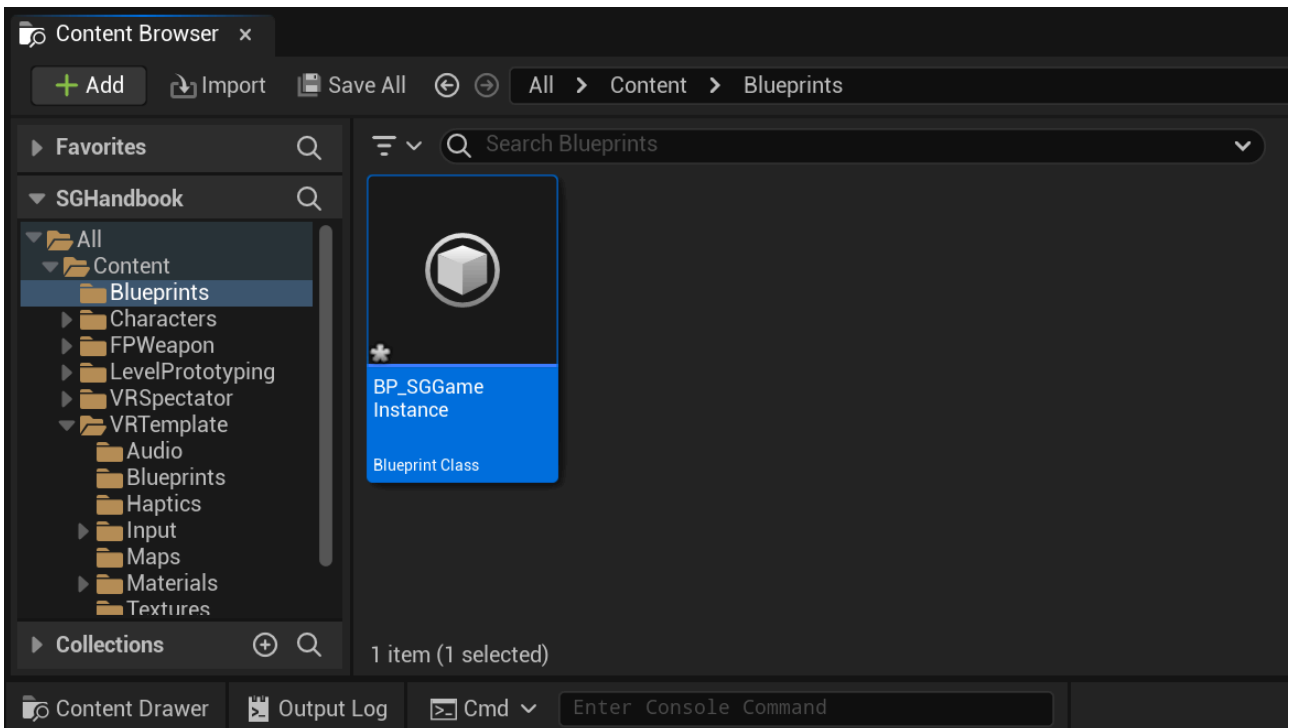 Content Browser
Add Import Save All All Content Blueprints
Favorites
Search Blueprints
SGHandbook
All
Content
Blueprints
Characters
FPWeapon
LevelPrototyping
VRSpectator
VRTemplate
Audio
Blueprints
Haptics
Input
Maps
Materials
Textures
Collections
BP_SGGame
Instance
Blueprint Class
1 item (1 selected)
Content Drawer Output Log Cmd Enter Console Command